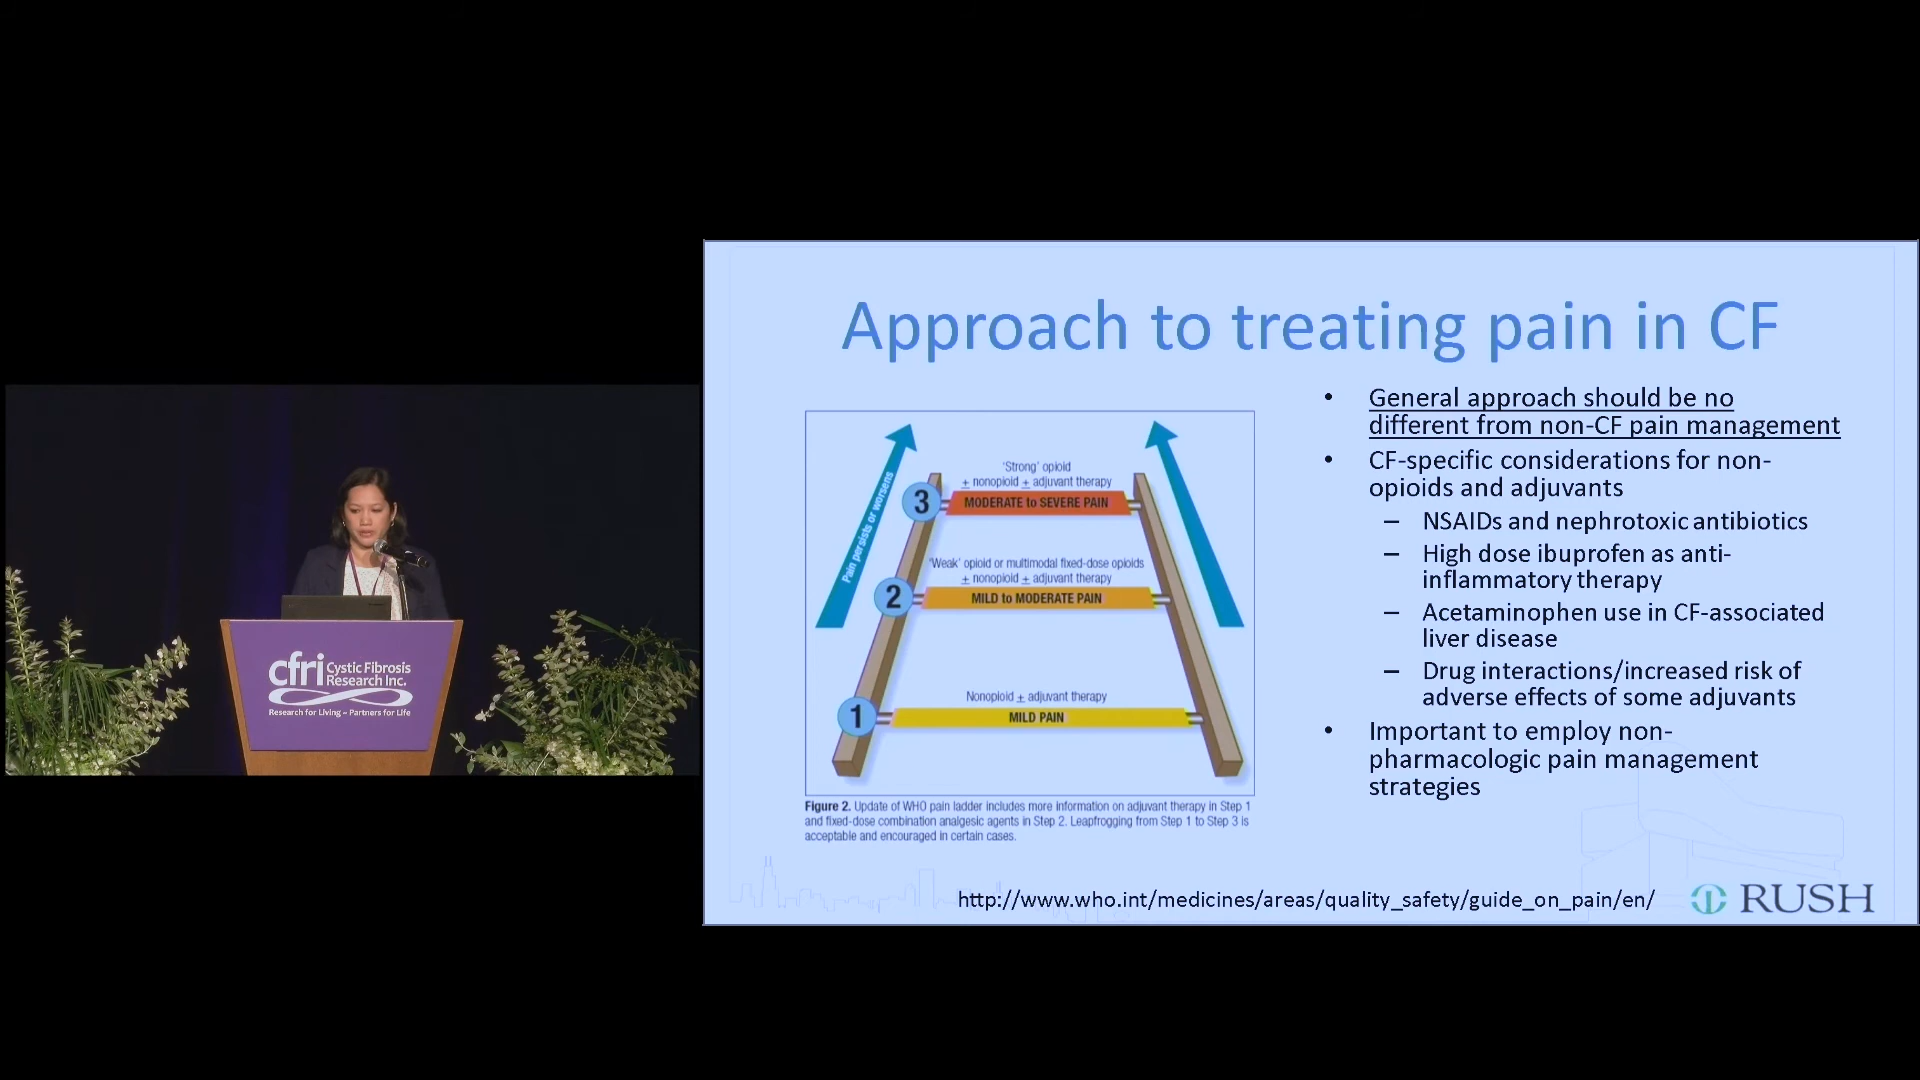 cfri Cystic Fibrosis
Research Inc.
Research for Living ~ Partners for Life
Approach to treating pain in CF
Pain persists or worsens
'Strong' opioid
± nonopioid ± adjuvant therapy
3 MODERATE to SEVERE PAIN
'Weak' opioid or multimodal fixed-dose opioids
± nonopioid ± adjuvant therapy
2 MILD to MODERATE PAIN
Nonopioid ± adjuvant therapy
1 MILD PAIN
Figure 2. Update of WHO pain ladder includes more information on adjuvant therapy in Step 1
and fixed-dose combination analgesic agents in Step 2. Leapfrogging from Step 1 to Step 3 is
acceptable and encouraged in certain cases.
• General approach should be no
different from non-CF pain management
• CF-specific considerations for non-
opioids and adjuvants
– NSAIDs and nephrotoxic antibiotics
– High dose ibuprofen as anti-
inflammatory therapy
– Acetaminophen use in CF-associated
liver disease
– Drug interactions/increased risk of
adverse effects of some adjuvants
• Important to employ non-
pharmacologic pain management
strategies
http://www.who.int/medicines/areas/quality_safety/guide_on_pain/en/
RUSH